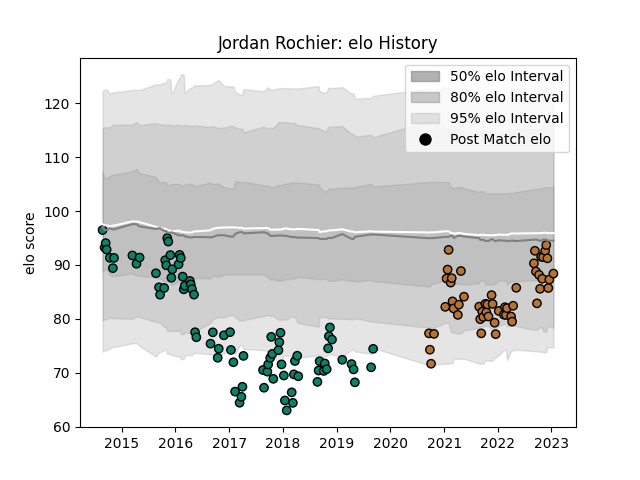 Jordan Rochier: elo History
50% elo Interval
80% elo Interval
95% elo Interval
Post Match elo
elo score
120
110
100
90
80
70
60
2015 2016 2017 2018 2019 2020 2021 2022 2023